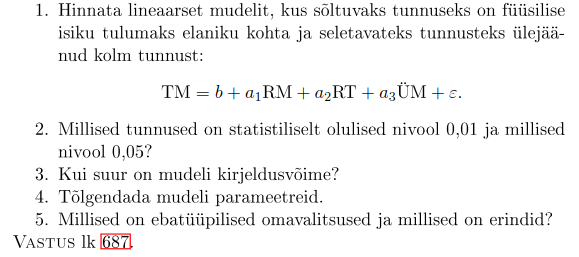 1. Hinnata lineaarset mudelit, kus sõltuvaks tunnuseks on füüsilise
isiku tulumaks elaniku kohta ja seletavateks tunnusteks ülejää-
nud kolm tunnust:
TM = b + a₁RM + a₂RT + a₃ÜM + ε.
2. Millised tunnused on statistiliselt olulised nivool 0,01 ja millised
nivool 0,05?
3. Kui suur on mudeli kirjeldusvõime?
4. Tõlgendada mudeli parameetreid.
5. Millised on ebatüüpilised omavalitsused ja millised on erindid?
VASTUS lk 687.